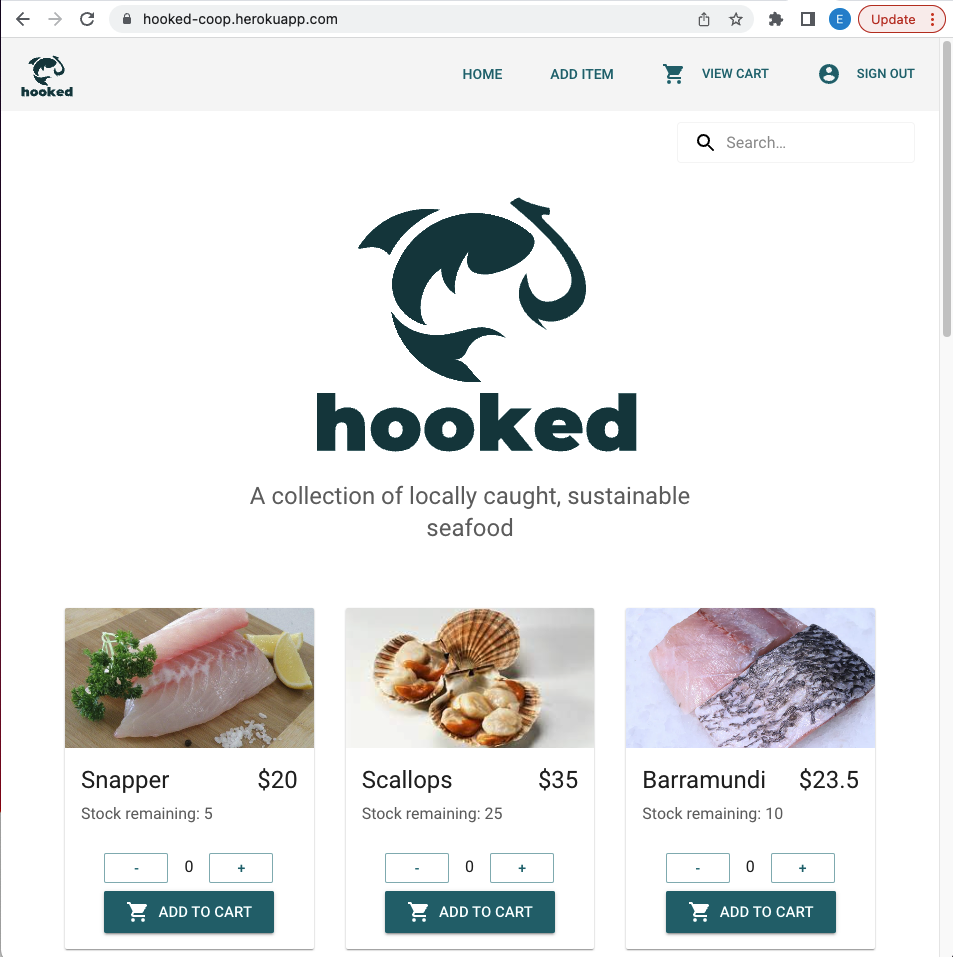 hooked-coop.herokuapp.com
E
Update
hooked
HOME
ADD ITEM
VIEW CART
SIGN OUT
Search...
hooked
A collection of locally caught, sustainable
seafood
Snapper $20
Stock remaining: 5
- 0 +
ADD TO CART
Scallops $35
Stock remaining: 25
- 0 +
ADD TO CART
Barramundi $23.5
Stock remaining: 10
- 0 +
ADD TO CART